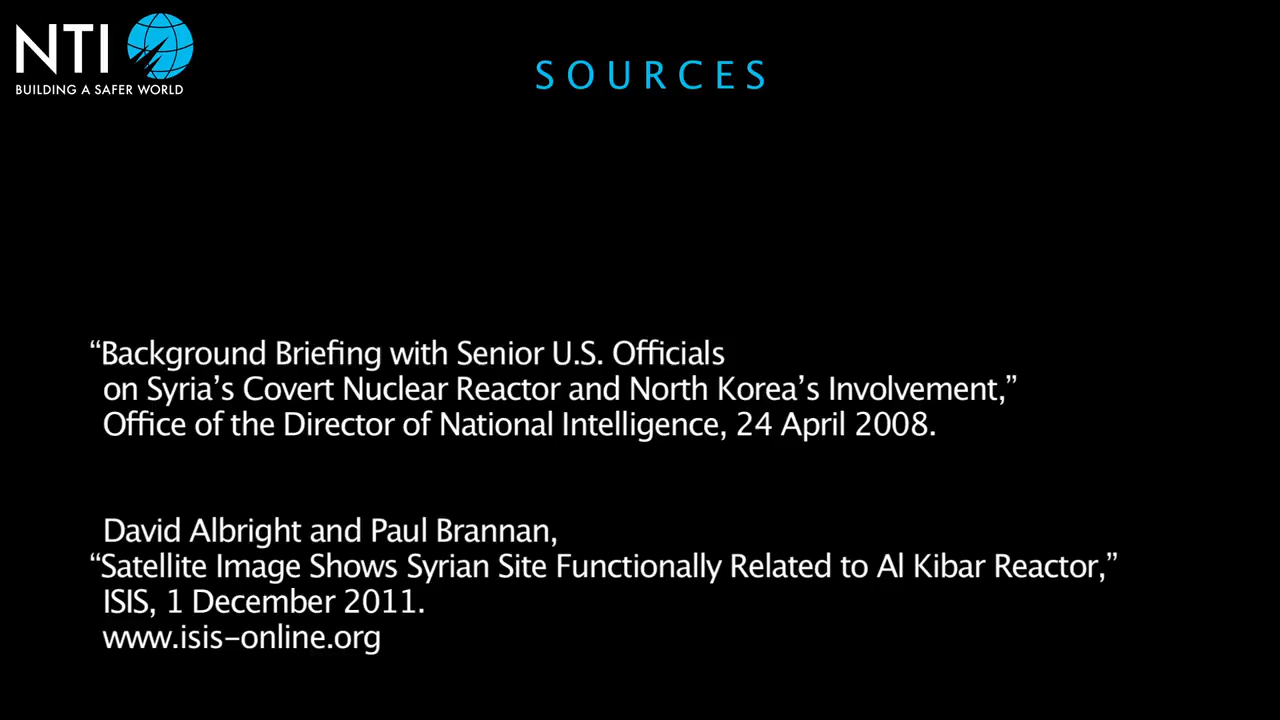 NTI
BUILDING A SAFER WORLD
SOURCES
“Background Briefing with Senior U.S. Officials
on Syria’s Covert Nuclear Reactor and North Korea’s Involvement,”
Office of the Director of National Intelligence, 24 April 2008.
David Albright and Paul Brannan,
“Satellite Image Shows Syrian Site Functionally Related to Al Kibar Reactor,”
ISIS, 1 December 2011.
www.isis-online.org